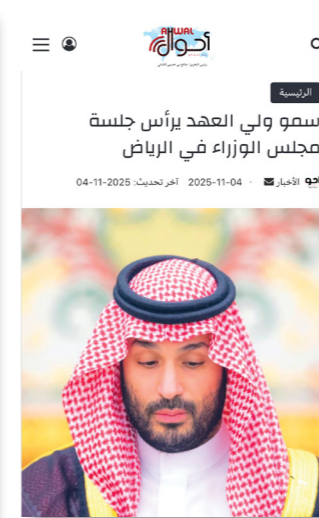 AHWAL
أحوال
الرئيسية
سمو ولي العهد يرأس جلسة
مجلس الوزراء في الرياض
الأخبار · 2025-11-04 آخر تحديث: 2025-11-04